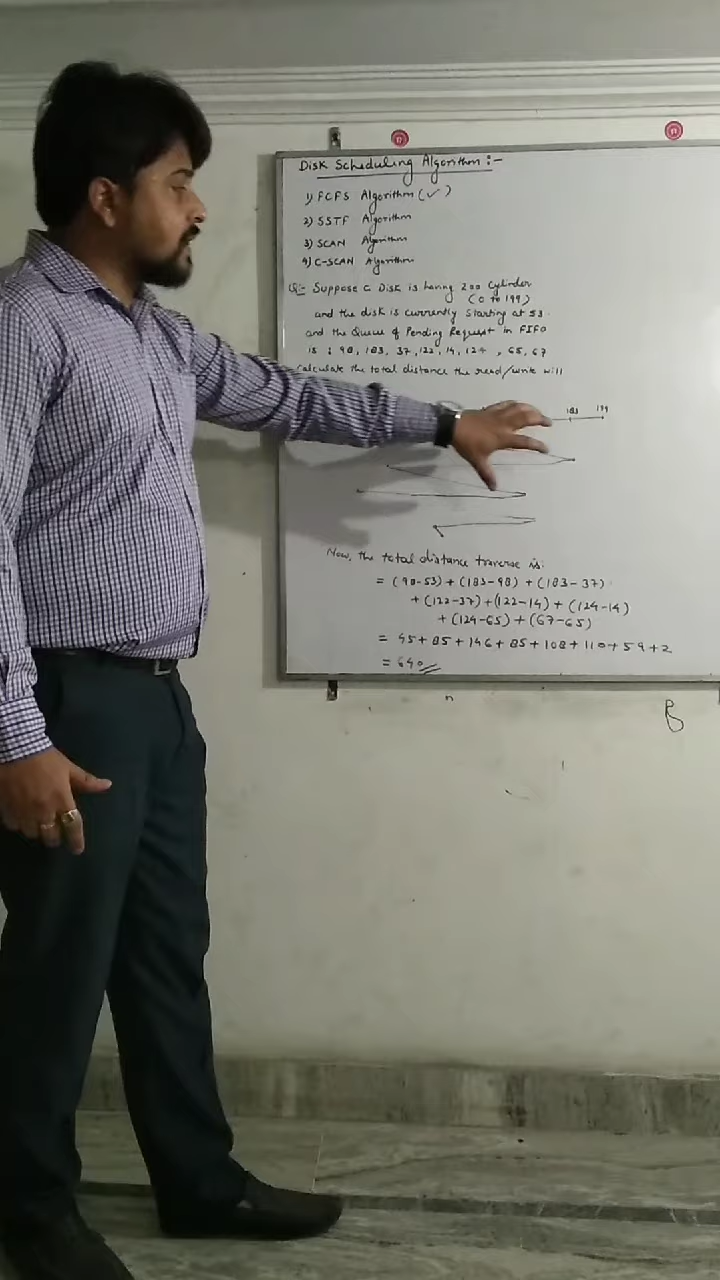 Disk Scheduling Algorithm :-
1) FCFS Algorithm (✓)
2) SSTF Algorithm
3) SCAN Algorithm
4) C-SCAN Algorithm
Q:- Suppose a Disk is having 200 Cylinder
(0 to 199)
and the disk is currently starting at 53.
and the Queue of Pending Request in FIFO
is : 98, 183, 37, 122, 14, 124, 65, 67
Calculate the total distance the read/write will
183 199
Now, the total distance traverse is:
= (98-53) + (183-98) + (183-37)
+ (122-37) + (122-14) + (124-14)
+ (124-65) + (67-65)
= 45 + 85 + 146 + 85 + 108 + 110 + 59 + 2
= 640